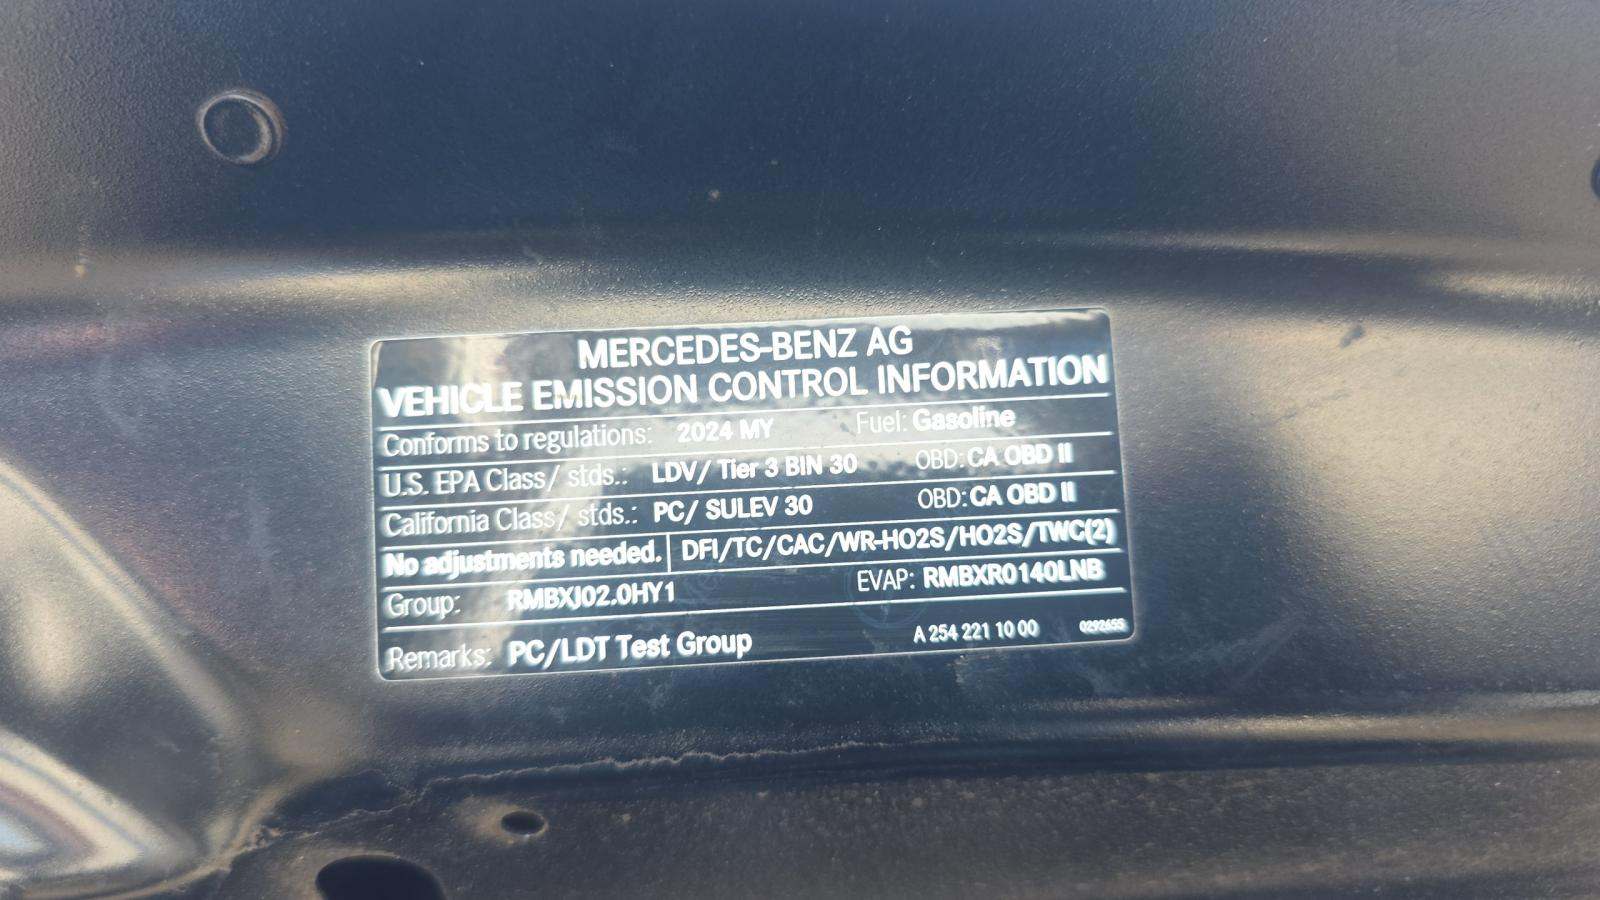 MERCEDES-BENZ AG
VEHICLE EMISSION CONTROL INFORMATION
Conforms to regulations: 2024 MY Fuel: Gasoline
U.S. EPA Class/ stds.: LDV/ Tier 3 BIN 30 OBD: CA OBD II
California Class/ stds.: PC/ SULEV 30 OBD: CA OBD II
No adjustments needed. DFI/TC/CAC/WR-HO2S/HO2S/TWC(2)
Group: RMBXJ02.0HY1 EVAP: RMBXR0140LNB
Remarks: PC/LDT Test Group A 254 221 10 00 0292655